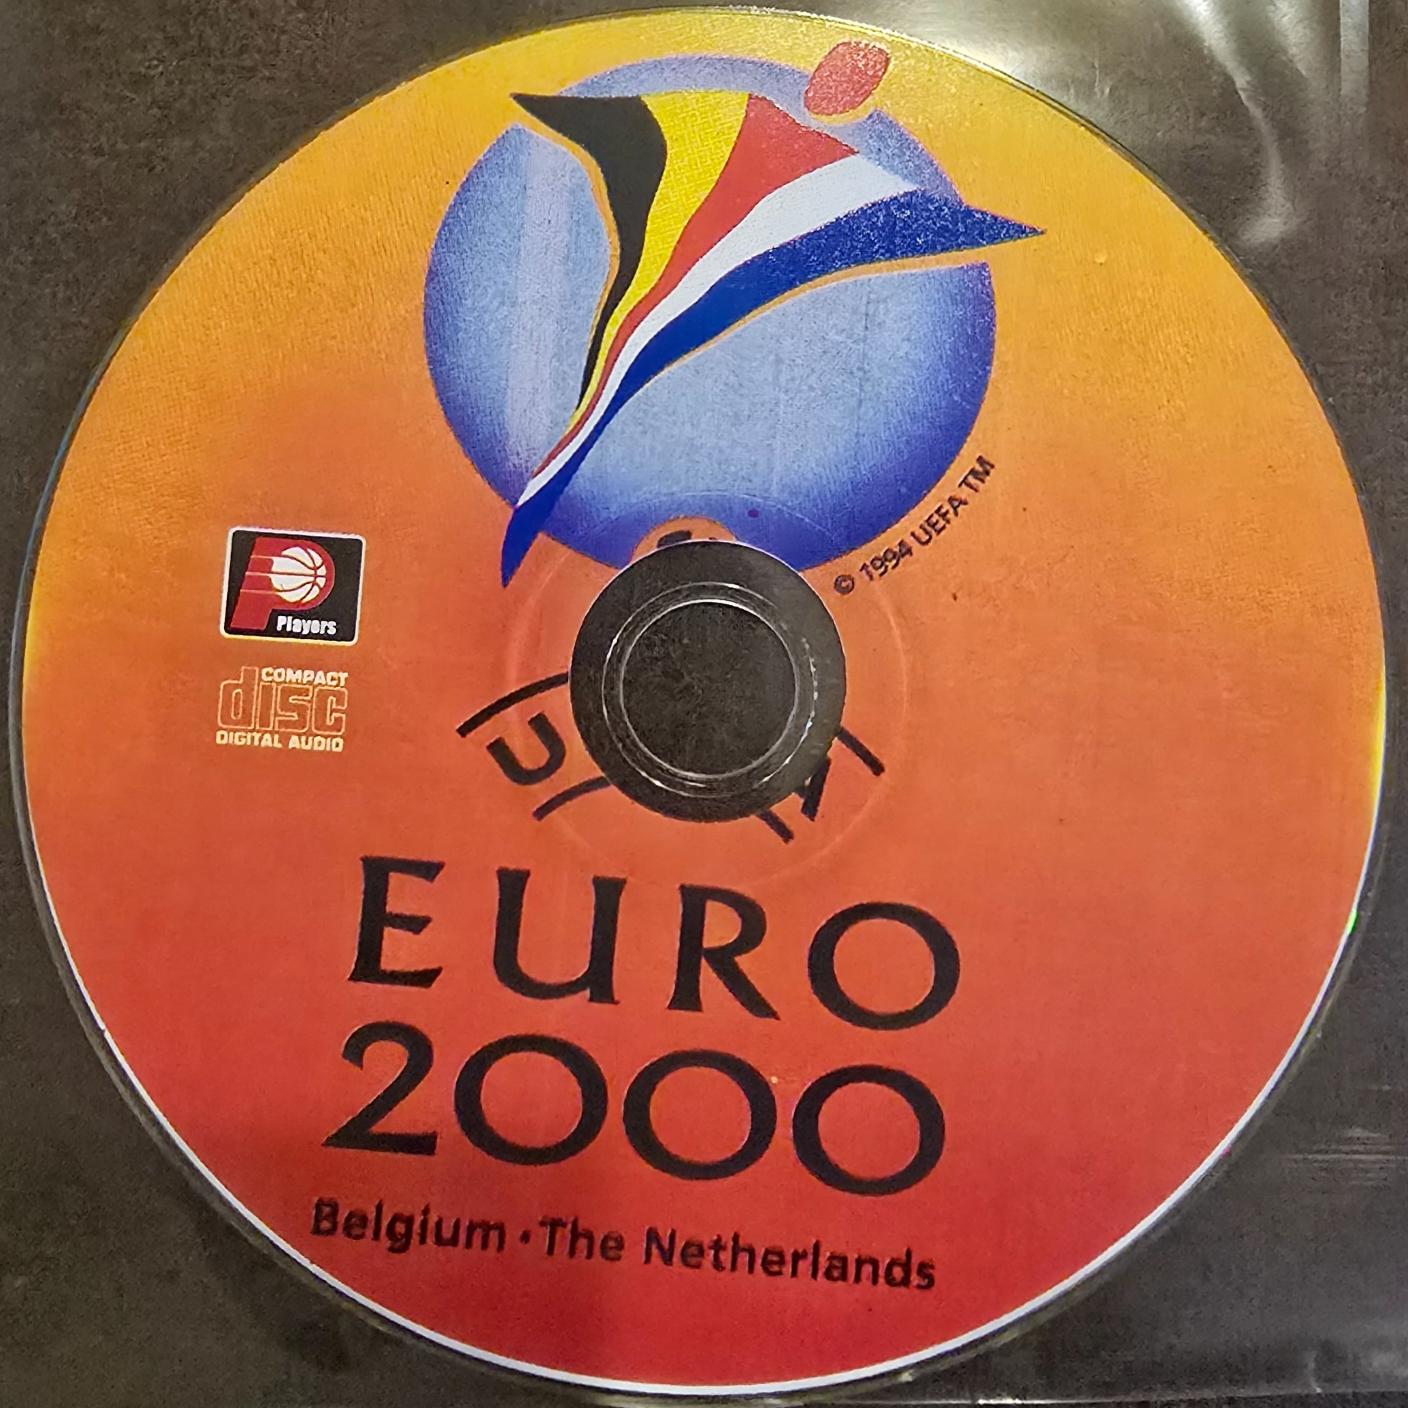 © 1994 UEFA TM
Players
COMPACT
disc
DIGITAL AUDIO
EURO
2000
Belgium · The Netherlands